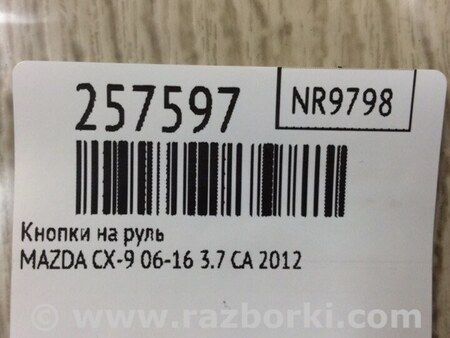 257597
NR9798
Кнопки на руль
MAZDA CX-9 06-16 3.7 CA 2012
© www.razborki.com